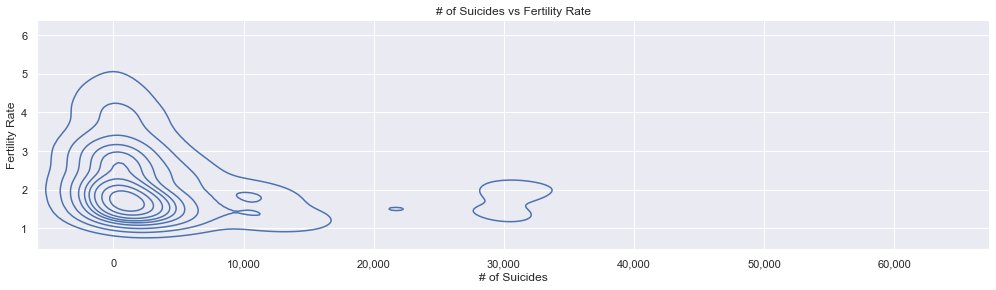 # of Suicides vs Fertility Rate
6
5
4
3
2
1
Fertility Rate
0 10,000 20,000 30,000 40,000 50,000 60,000
# of Suicides